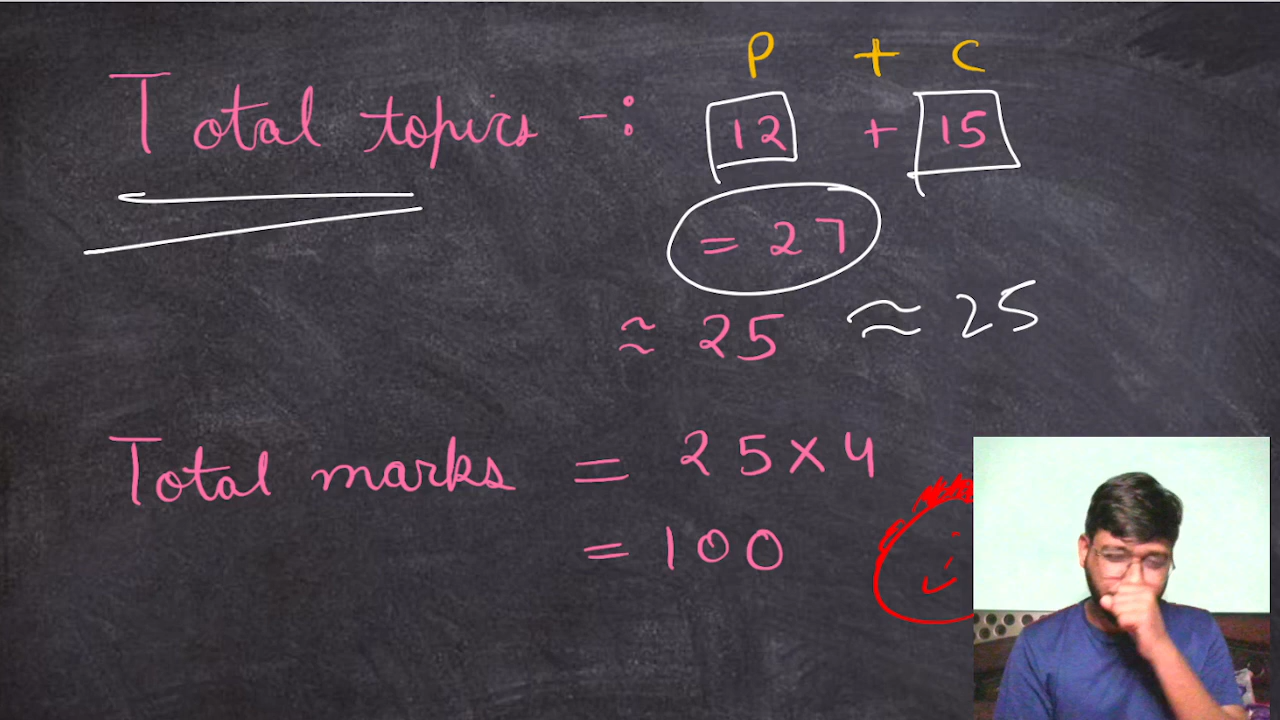 P + C
Total topics -: 12 + 15
= 27
≈ 25 ≈ 25
Total marks = 25 x 4
= 100